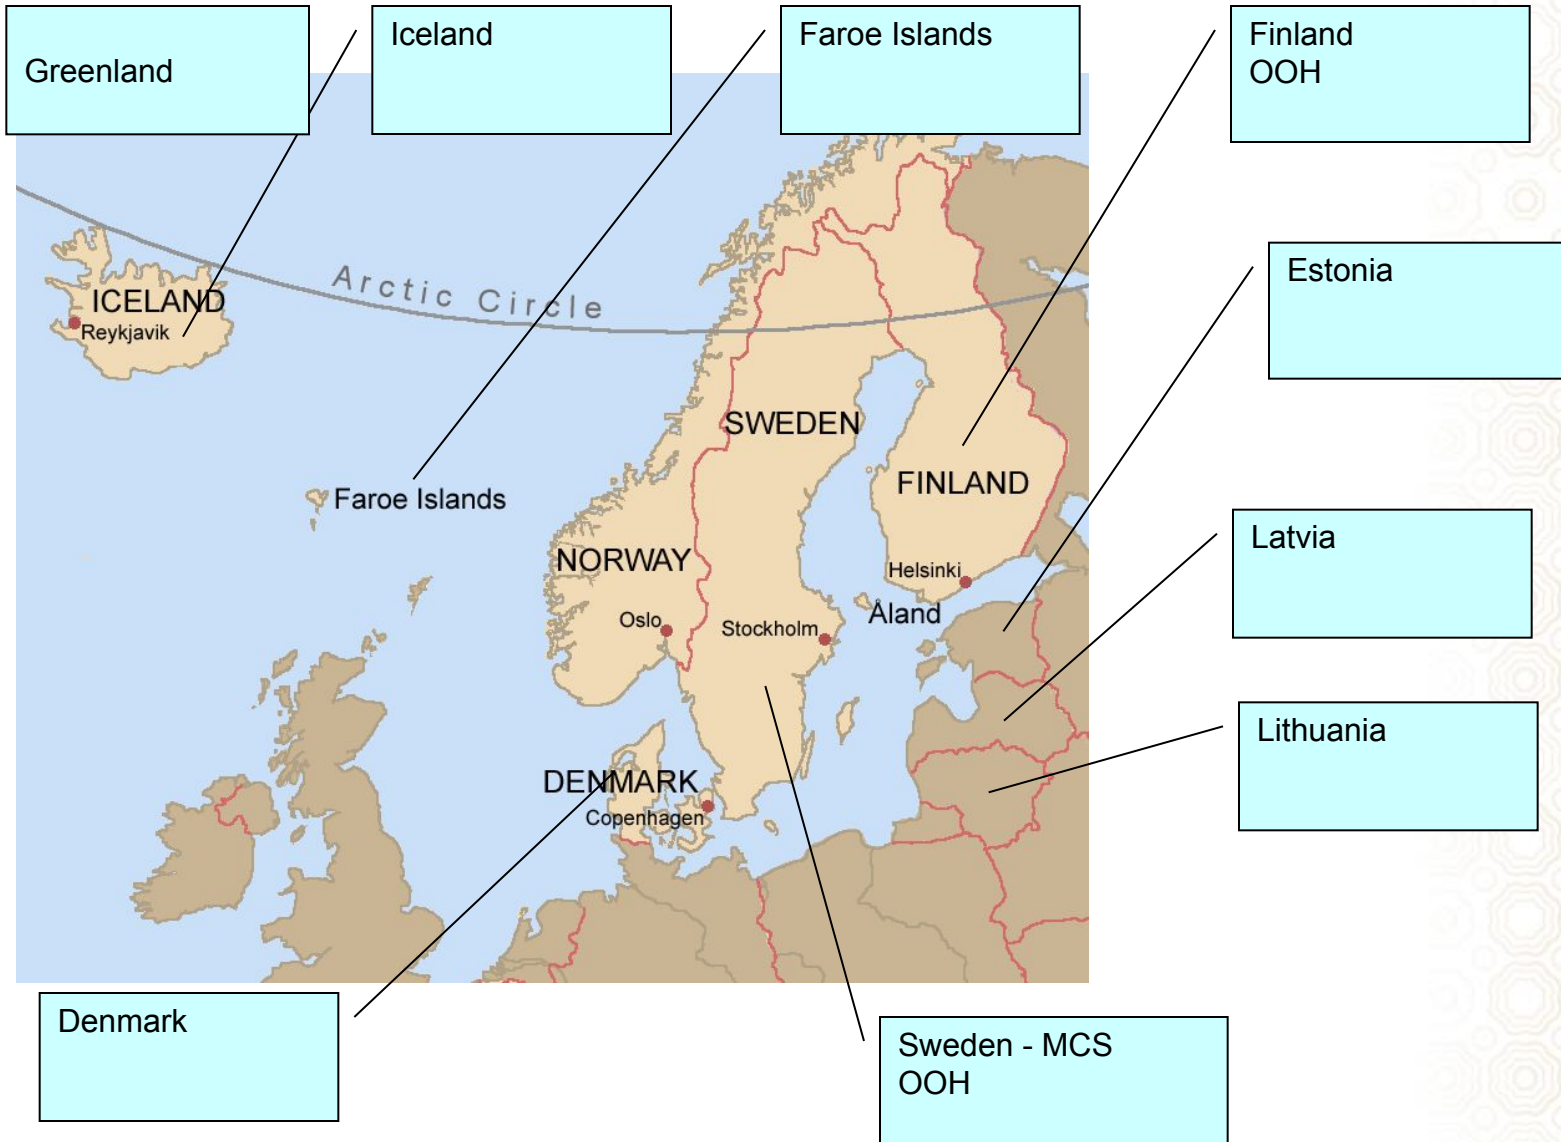 Greenland
Iceland
Faroe Islands
Finland
OOH
Estonia
Arctic Circle
ICELAND
Reykjavik
SWEDEN
FINLAND
Faroe Islands
Latvia
NORWAY
Helsinki
Åland
Oslo
Stockholm
Lithuania
DENMARK
Copenhagen
Denmark
Sweden - MCS
OOH